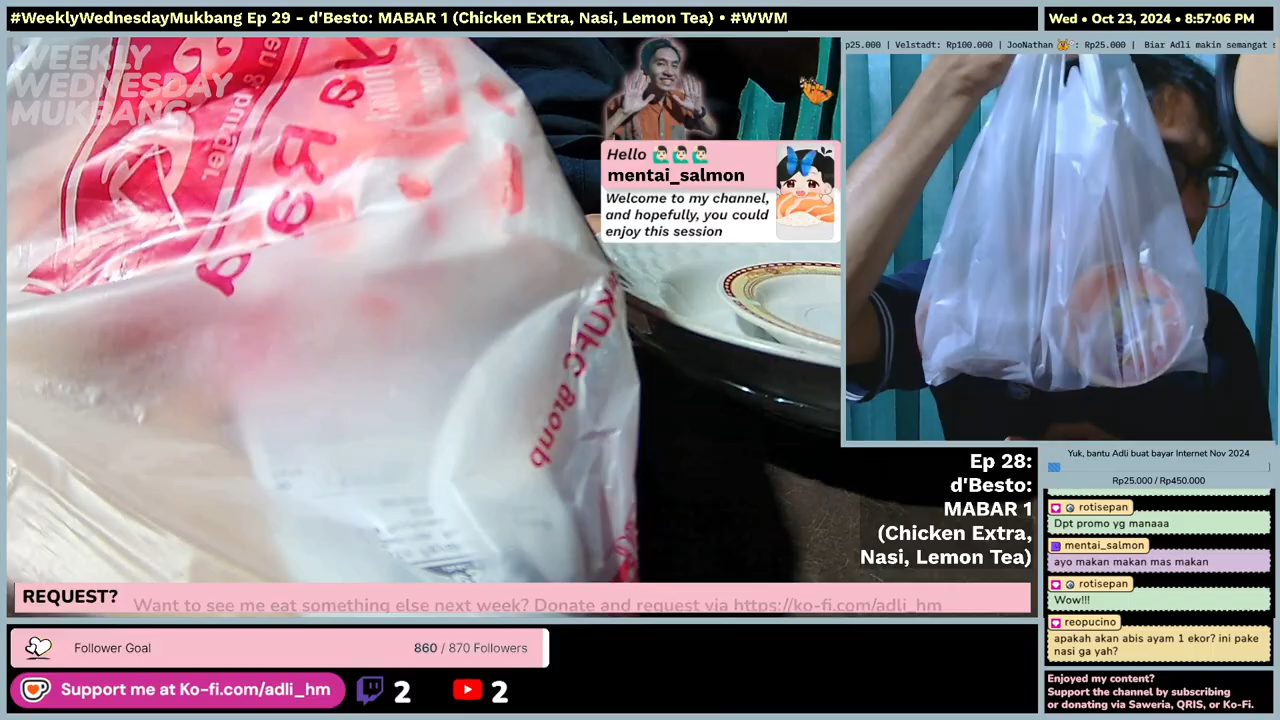 #WeeklyWednesdayMukbang Ep 29 - d'Besto: MABAR 1 (Chicken Extra, Nasi, Lemon Tea) • #WWM
Wed • Oct 23, 2024 • 8:57:06 PM
WEEKLY
WEDNESDAY
MUKBANG
p25.000 | Velstadt: Rp100.000 | JooNathan 🐯 : Rp25.000 | Biar Adli makin semangat s
Hello 🙋🏻‍♂️🙋🏻‍♂️🙋🏻‍♂️
mentai_salmon
Welcome to my channel,
and hopefully, you could
enjoy this session
group
Ep 28:
d'Besto:
MABAR 1
(Chicken Extra,
Nasi, Lemon Tea)
Yuk, bantu Adli buat bayar Internet Nov 2024
Rp25.000 / Rp450.000
rotisepan
Dpt promo yg manaaa
mentai_salmon
ayo makan makan mas makan
rotisepan
Wow!!!
reopucino
apakah akan abis ayam 1 ekor? ini pake
nasi ga yah?
REQUEST?
Want to see me eat something else next week? Donate and request via https://ko-fi.com/adli_hm
Follower Goal
860 / 870 Followers
Support me at Ko-fi.com/adli_hm
2
2
Enjoyed my content?
Support the channel by subscribing
or donating via Saweria, QRIS, or Ko-Fi.